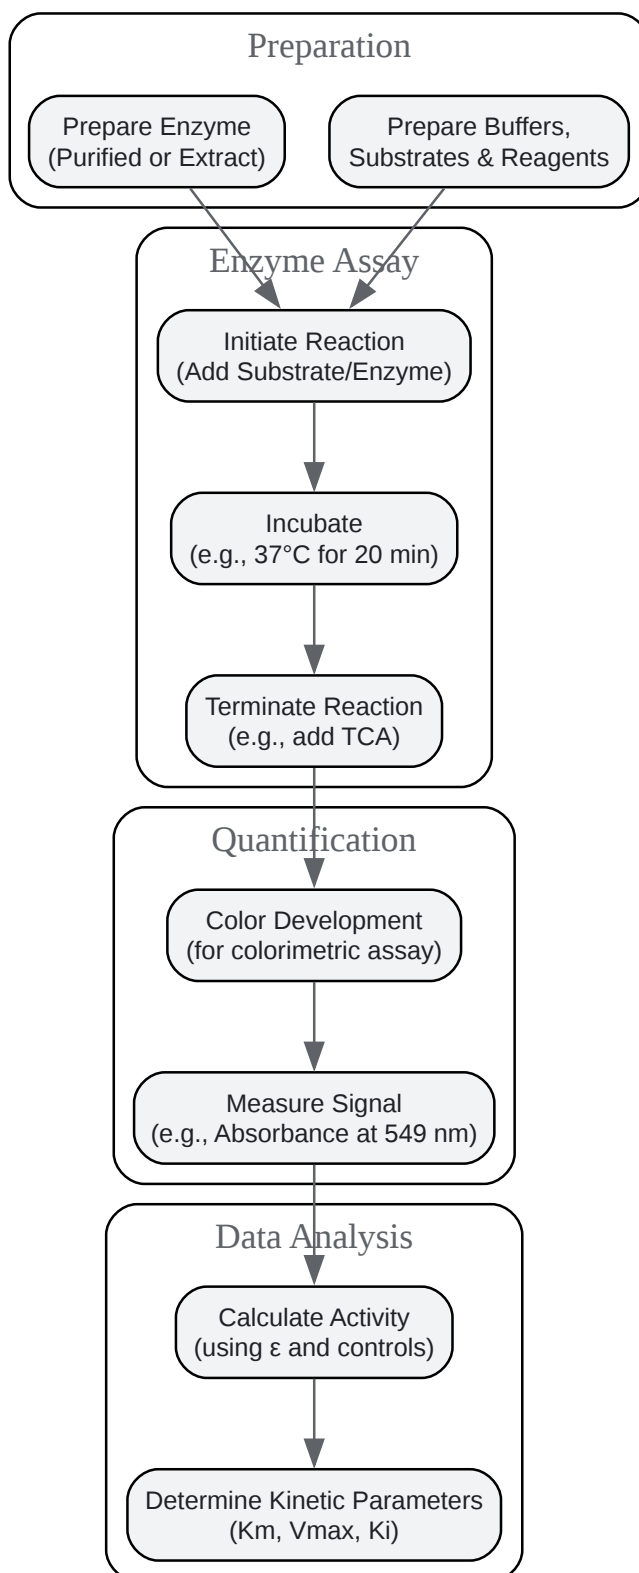 Preparation
Prepare Enzyme
(Purified or Extract)
Prepare Buffers,
Substrates & Reagents
Enzyme Assay
Initiate Reaction
(Add Substrate/Enzyme)
Incubate
(e.g., 37°C for 20 min)
Terminate Reaction
(e.g., add TCA)
Quantification
Color Development
(for colorimetric assay)
Measure Signal
(e.g., Absorbance at 549 nm)
Data Analysis
Calculate Activity
(using ε and controls)
Determine Kinetic Parameters
(Km, Vmax, Ki)